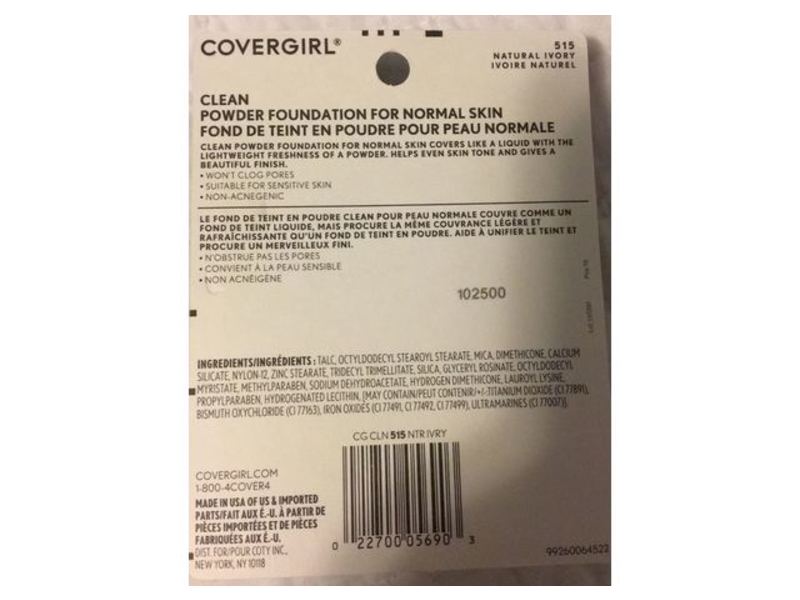 COVERGIRL®
515
NATURAL IVORY
IVOIRE NATUREL
CLEAN
POWDER FOUNDATION FOR NORMAL SKIN
FOND DE TEINT EN POUDRE POUR PEAU NORMALE
CLEAN POWDER FOUNDATION FOR NORMAL SKIN COVERS LIKE A LIQUID WITH THE
LIGHTWEIGHT FRESHNESS OF A POWDER. HELPS EVEN SKIN TONE AND GIVES A
BEAUTIFUL FINISH.
• WON'T CLOG PORES
• SUITABLE FOR SENSITIVE SKIN
• NON-ACNEGENIC
LE FOND DE TEINT EN POUDRE CLEAN POUR PEAU NORMALE COUVRE COMME UN
FOND DE TEINT LIQUIDE, MAIS PROCURE LA MÊME COUVRANCE LÉGÈRE ET
RAFRAÎCHISSANTE QU'UN FOND DE TEINT EN POUDRE. AIDE À UNIFIER LE TEINT ET
PROCURE UN MERVEILLEUX FINI.
• N'OBSTRUE PAS LES PORES
• CONVIENT À LA PEAU SENSIBLE
• NON ACNÉIGÈNE
102500
INGREDIENTS/INGRÉDIENTS: TALC, OCTYLDODECYL STEAROYL STEARATE, MICA, DIMETHICONE, CALCIUM
SILICATE, NYLON-12, ZINC STEARATE, TRIDECYL TRIMELLITATE, SILICA, GLYCERYL ROSINATE, OCTYLDODECYL
MYRISTATE, METHYLPARABEN, SODIUM DEHYDROACETATE, HYDROGEN DIMETHICONE, LAUROYL LYSINE,
PROPYLPARABEN, HYDROGENATED LECITHIN, [MAY CONTAIN/PEUT CONTENIR/+/-:TITANIUM DIOXIDE (CI 77891),
BISMUTH OXYCHLORIDE (CI 77163), IRON OXIDES (CI 77491, CI 77492, CI 77499), ULTRAMARINES (CI 77007)].
CG CLN 515 NTR IVRY
COVERGIRL.COM
1-800-4COVER4
MADE IN USA OF US & IMPORTED
PARTS/FAIT AUX É.-U. À PARTIR DE
PIÈCES IMPORTÉES ET DE PIÈCES
FABRIQUÉES AUX É.-U.
DIST. FOR/POUR COTY INC.,
NEW YORK, NY 10118
0 22700 05690 3
99260064522